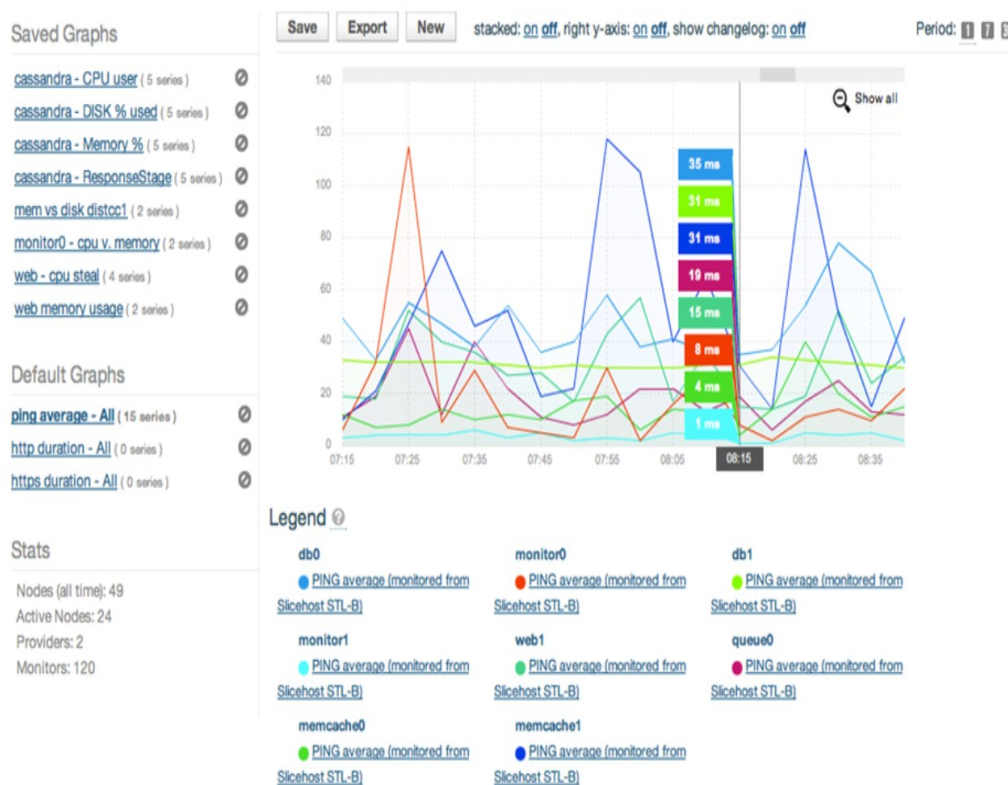 Saved Graphs
cassandra - CPU user ( 5 series )
cassandra - DISK % used ( 5 series )
cassandra - Memory % ( 5 series )
cassandra - ResponseStage ( 5 series )
mem vs disk distcc1 ( 2 series )
monitor0 - cpu v. memory ( 2 series )
web - cpu steal ( 4 series )
web memory usage ( 2 series )
Default Graphs
ping average - All ( 15 series )
http duration - All ( 0 series )
https duration - All ( 0 series )
Stats
Nodes (all time): 49
Active Nodes: 24
Providers: 2
Monitors: 120
Save Export New stacked: on off, right y-axis: on off, show changelog: on off Period: 1 7
140
Show all
120
100
80
60
40
20
0
35 ms
31 ms
31 ms
19 ms
15 ms
8 ms
4 ms
1 ms
07:15 07:25 07:35 07:45 07:55 08:05 08:15 08:25 08:35
Legend ?
db0 monitor0 db1
PING average (monitored from PING average (monitored from PING average (monitored from
Slicehost STL-B) Slicehost STL-B) Slicehost STL-B)
monitor1 web1 queue0
PING average (monitored from PING average (monitored from PING average (monitored from
Slicehost STL-B) Slicehost STL-B) Slicehost STL-B)
memcache0 memcache1
PING average (monitored from PING average (monitored from
Slicehost STL-B) Slicehost STL-B)